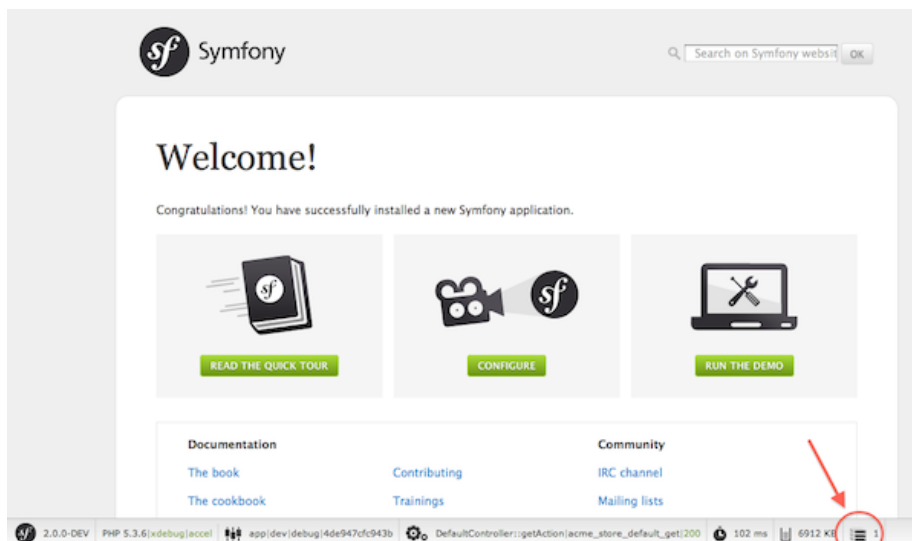 sf Symfony
Search on Symfony websit OK
Welcome!
Congratulations! You have successfully installed a new Symfony application.
READ THE QUICK TOUR CONFIGURE RUN THE DEMO
Documentation Community
The book Contributing IRC channel
The cookbook Trainings Mailing lists
sf 2.0.0-DEV PHP 5.3.6|xdebug|accel app|dev|debug|4de947cfc943b DefaultController::getAction|acme_store_default_get|200 102 ms 6912 KB 1